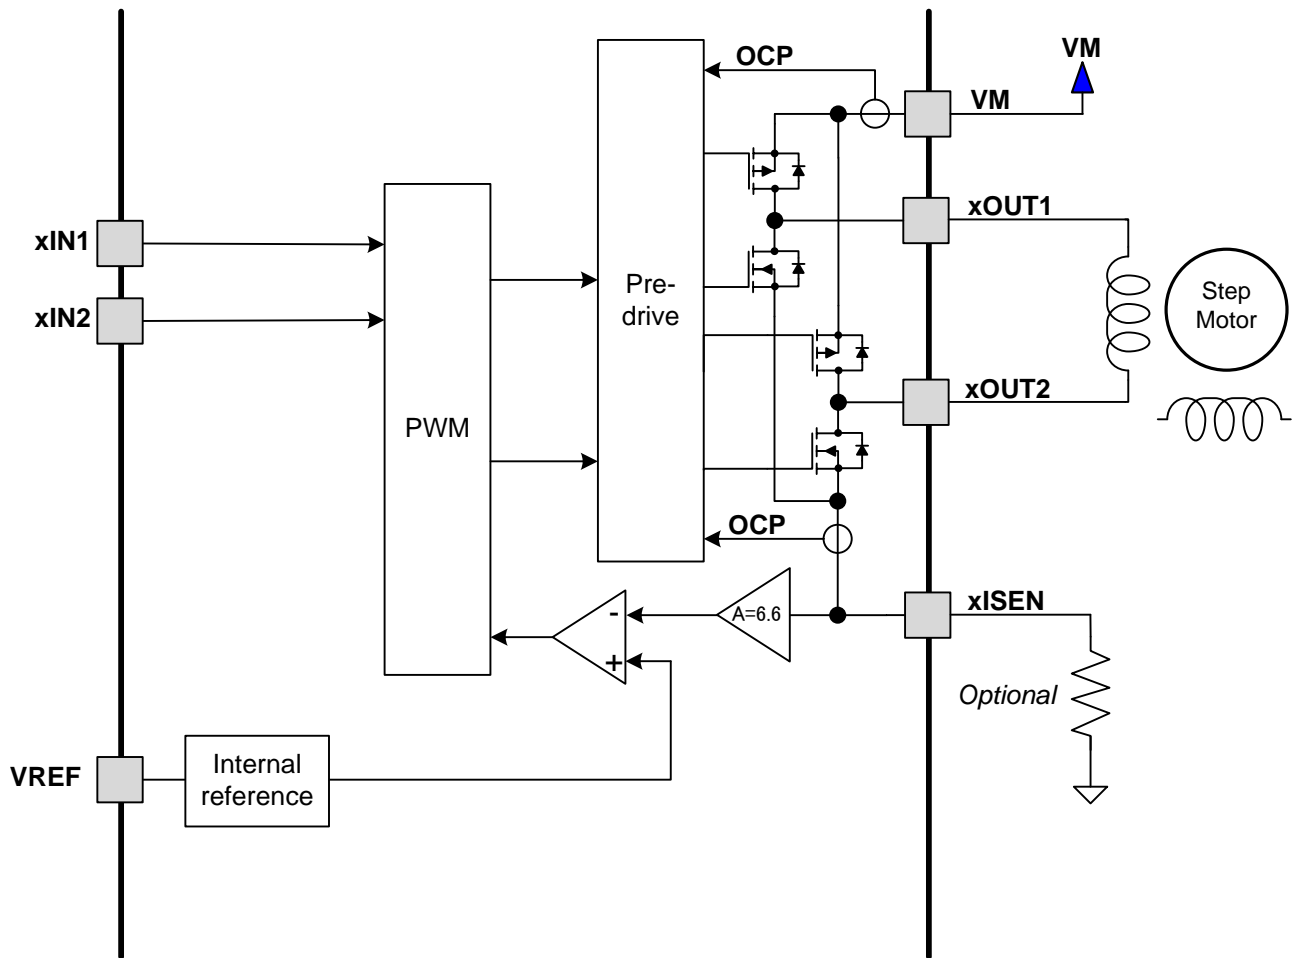 VM
OCP
VM
xOUT1
xIN1
xIN2
Pre-
drive
Step
Motor
xOUT2
PWM
OCP
xISEN
-
A=6.6
+
Optional
VREF
Internal
reference